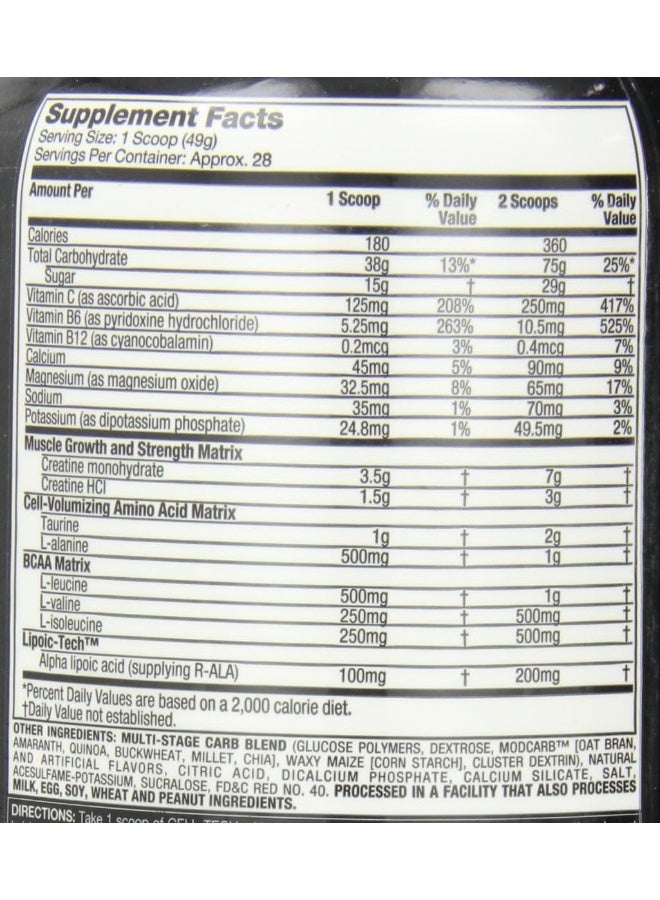 Supplement Facts
Serving Size: 1 Scoop (49g)
Servings Per Container: Approx. 28
Amount Per 1 Scoop % Daily Value 2 Scoops % Daily Value
Calories 180 360
Total Carbohydrate 38g 13%* 75g 25%*
Sugar 15g † 29g †
Vitamin C (as ascorbic acid) 125mg 208% 250mg 417%
Vitamin B6 (as pyridoxine hydrochloride) 5.25mg 263% 10.5mg 525%
Vitamin B12 (as cyanocobalamin) 0.2mcg 3% 0.4mcg 7%
Calcium 45mg 5% 90mg 9%
Magnesium (as magnesium oxide) 32.5mg 8% 65mg 17%
Sodium 35mg 1% 70mg 3%
Potassium (as dipotassium phosphate) 24.8mg 1% 49.5mg 2%
Muscle Growth and Strength Matrix
Creatine monohydrate 3.5g † 7g †
Creatine HCl 1.5g † 3g †
Cell-Volumizing Amino Acid Matrix
Taurine 1g † 2g †
L-alanine 500mg † 1g †
BCAA Matrix
L-leucine 500mg † 1g †
L-valine 250mg † 500mg †
L-isoleucine 250mg † 500mg †
Lipoic-Tech™
Alpha lipoic acid (supplying R-ALA) 100mg † 200mg †
*Percent Daily Values are based on a 2,000 calorie diet.
†Daily Value not established.
OTHER INGREDIENTS: MULTI-STAGE CARB BLEND (GLUCOSE POLYMERS, DEXTROSE, MODCARB™ [OAT BRAN,
AMARANTH, QUINOA, BUCKWHEAT, MILLET, CHIA], WAXY MAIZE [CORN STARCH], CLUSTER DEXTRIN), NATURAL
AND ARTIFICIAL FLAVORS, CITRIC ACID, DICALCIUM PHOSPHATE, CALCIUM SILICATE, SALT,
ACESULFAME-POTASSIUM, SUCRALOSE, FD&C RED NO. 40. PROCESSED IN A FACILITY THAT ALSO PROCESSES
MILK, EGG, SOY, WHEAT AND PEANUT INGREDIENTS.
DIRECTIONS: Take 1 scoop of CELL-TECH